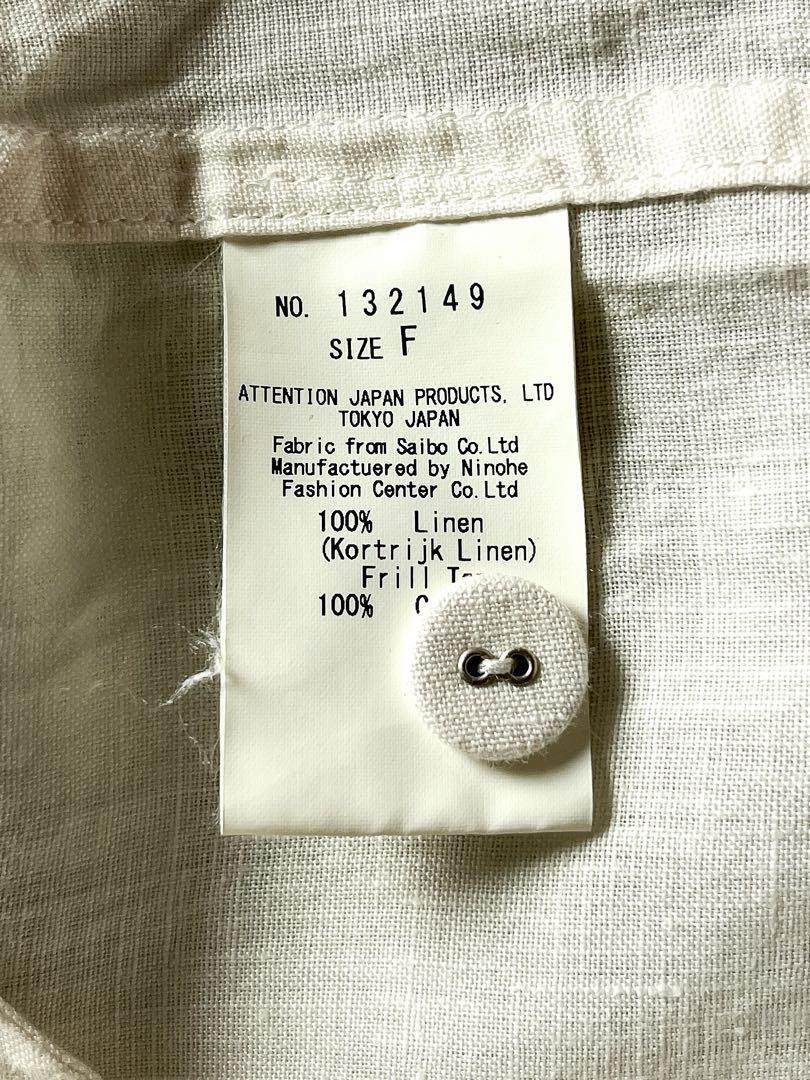 NO. 132149
SIZE F
ATTENTION JAPAN PRODUCTS, LTD
TOKYO JAPAN
Fabric from Saibo Co.Ltd
Manufactuered by Ninohe
Fashion Center Co.Ltd
100% Linen
(Kortrijk Linen)
Frill
100%